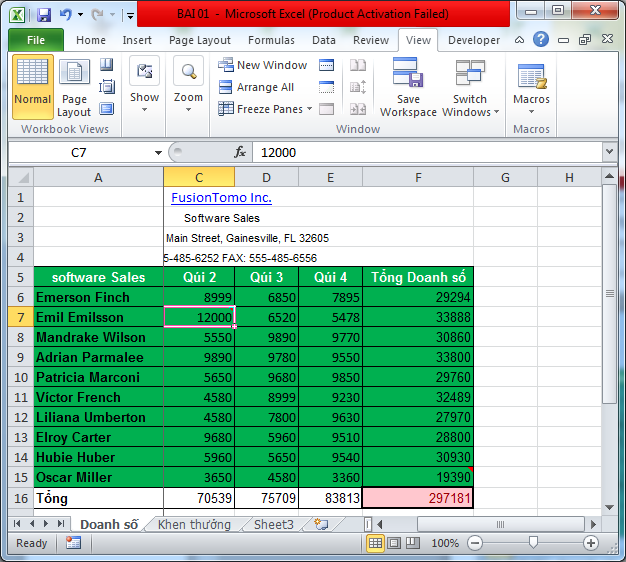 BAI 01 - Microsoft Excel (Product Activation Failed)
File Home Insert Page Layout Formulas Data Review View Developer
Normal
Page Layout
Workbook Views
Show
Zoom
New Window
Arrange All
Freeze Panes
Save Workspace
Switch Windows
Window
Macros
Macros
C7 fx 12000
A C D E F G H
1 FusionTomo Inc.
2 Software Sales
3 Main Street, Gainesville, FL 32605
4 5-485-6252 FAX: 555-485-6556
5 software Sales Qúi 2 Qúi 3 Qúi 4 Tổng Doanh số
6 Emerson Finch 8999 6850 7895 29294
7 Emil Emilsson 12000 6520 5478 33888
8 Mandrake Wilson 5550 9890 9770 30860
9 Adrian Parmalee 9890 9780 9550 33800
10 Patricia Marconi 5650 9680 9850 29760
11 Victor French 4580 8999 9230 32489
12 Liliana Umberton 4580 7800 9630 27970
13 Elroy Carter 9680 5960 9510 28800
14 Hubie Huber 5960 5650 9540 30930
15 Oscar Miller 3650 4580 3360 19390
16 Tổng 70539 75709 83813 297181
Doanh số Khen thưởng Sheet3
Ready 100%